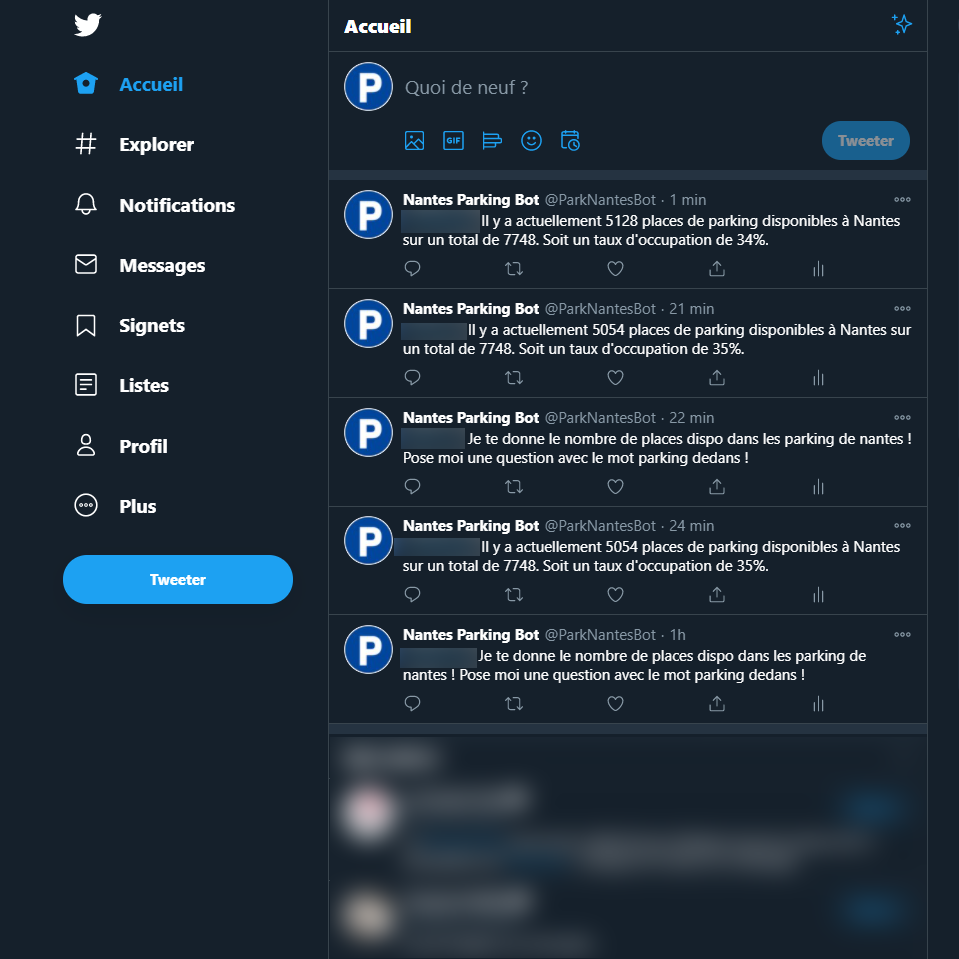 Accueil
Explorer
Notifications
Messages
Signets
Listes
Profil
Plus
Tweeter
Accueil
P
Quoi de neuf ?
GIF
Tweeter
P
Nantes Parking Bot @ParkNantesBot · 1 min
Il y a actuellement 5128 places de parking disponibles à Nantes
sur un total de 7748. Soit un taux d'occupation de 34%.
P
Nantes Parking Bot @ParkNantesBot · 21 min
Il y a actuellement 5054 places de parking disponibles à Nantes sur
un total de 7748. Soit un taux d'occupation de 35%.
P
Nantes Parking Bot @ParkNantesBot · 22 min
Je te donne le nombre de places dispo dans les parking de nantes !
Pose moi une question avec le mot parking dedans !
P
Nantes Parking Bot @ParkNantesBot · 24 min
Il y a actuellement 5054 places de parking disponibles à Nantes
sur un total de 7748. Soit un taux d'occupation de 35%.
P
Nantes Parking Bot @ParkNantesBot · 1h
Je te donne le nombre de places dispo dans les parking de
nantes ! Pose moi une question avec le mot parking dedans !